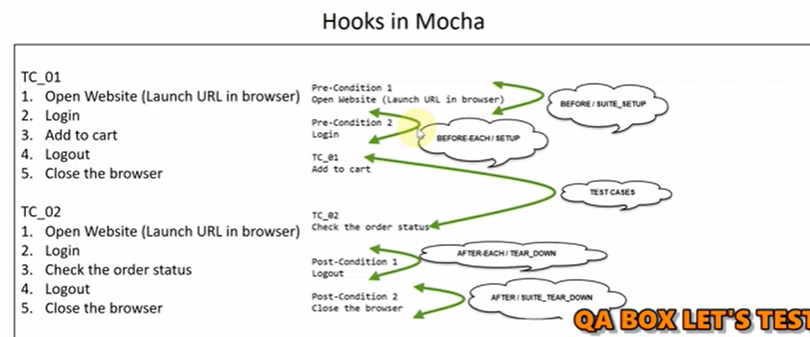 Hooks in Mocha
TC_01
1. Open Website (Launch URL in browser)
2. Login
3. Add to cart
4. Logout
5. Close the browser
TC_02
1. Open Website (Launch URL in browser)
2. Login
3. Check the order status
4. Logout
5. Close the browser
Pre-Condition 1
Open Website (Launch URL in browser)
BEFORE / SUITE_SETUP
Pre-Condition 2
Login
BEFORE-EACH / SETUP
TC_01
Add to cart
TEST CASES
TC_02
Check the order status
AFTER-EACH / TEAR_DOWN
Post-Condition 1
Logout
Post-Condition 2
Close the browser
AFTER / SUITE_TEAR_DOWN
QA BOX LET'S TEST